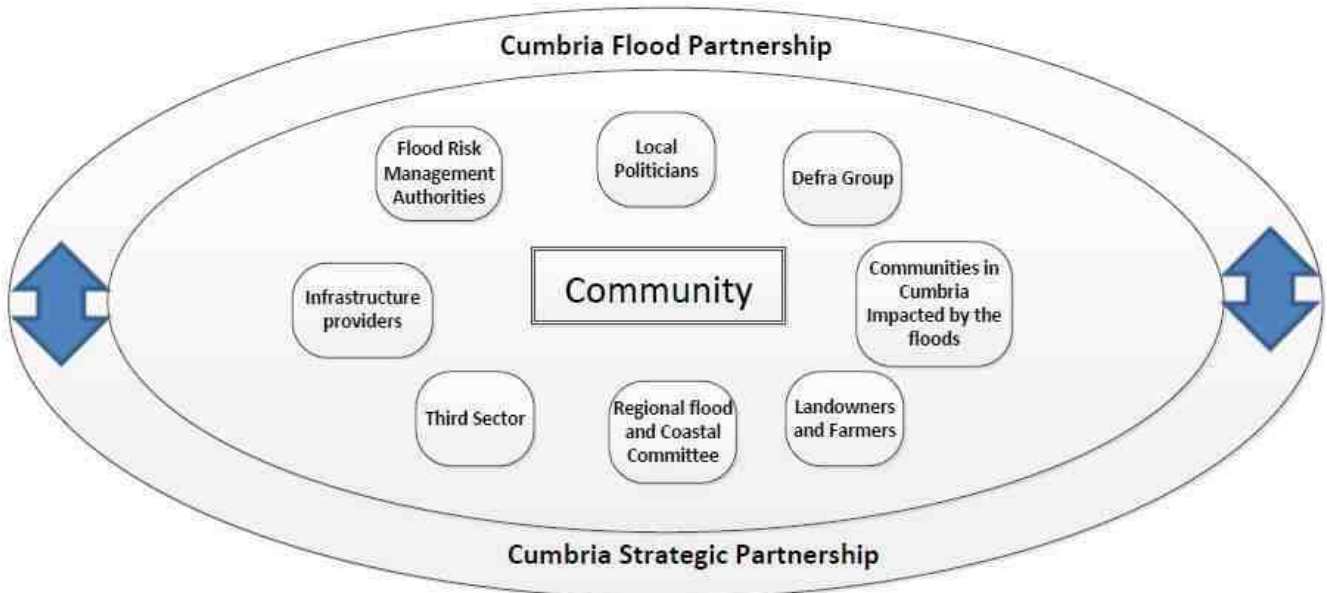 Cumbria Flood Partnership
Flood Risk
Management
Authorities
Local
Politicians
Defra Group
Infrastructure
providers
Community
Communities in
Cumbria
Impacted by the
floods
Third Sector
Regional flood
and Coastal
Committee
Landowners
and Farmers
Cumbria Strategic Partnership